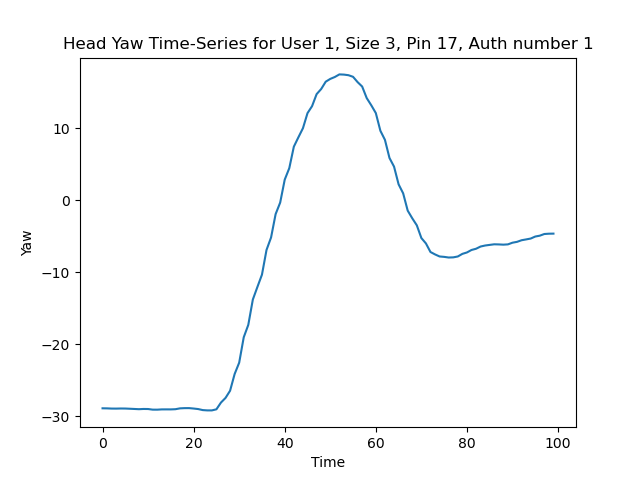 Head Yaw Time-Series for User 1, Size 3, Pin 17, Auth number 1
10
0
−10
−20
−30
Yaw
0 20 40 60 80 100
Time